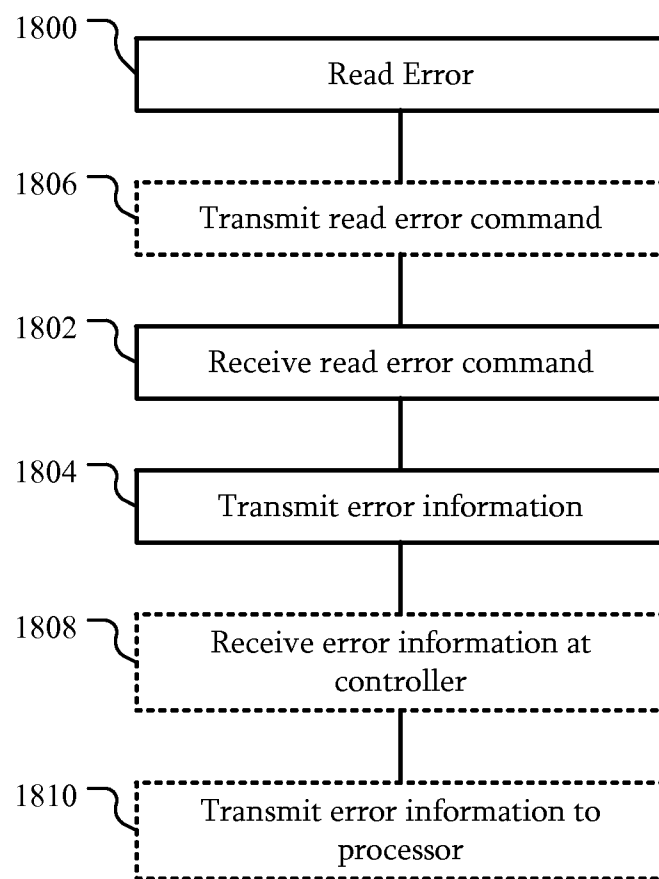 1800
Read Error
1806
Transmit read error command
1802
Receive read error command
1804
Transmit error information
1808
Receive error information at
controller
1810
Transmit error information to
processor